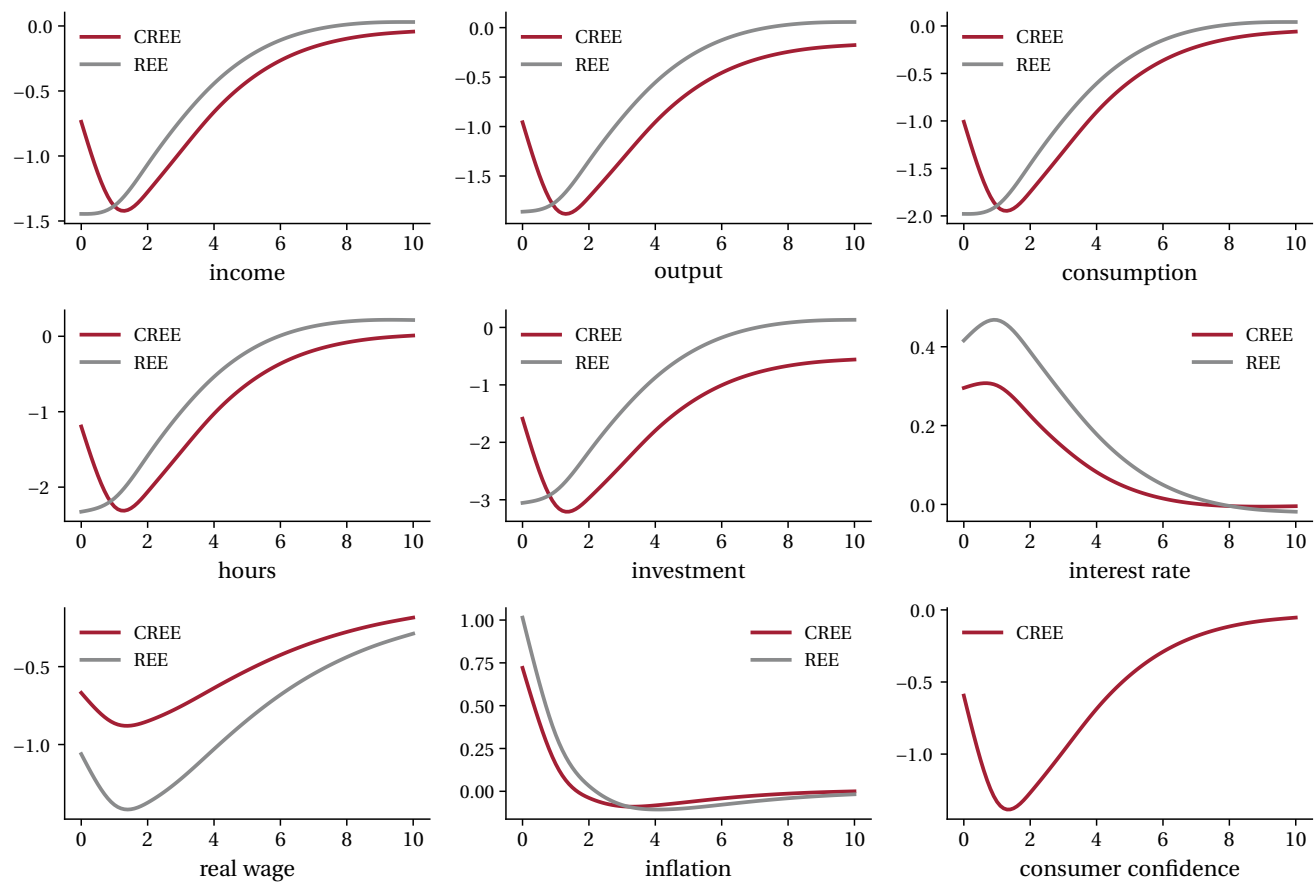 0.0
−0.5
−1.0
−1.5
CREE
REE
0 2 4 6 8 10
income
0.0
−0.5
−1.0
−1.5
CREE
REE
0 2 4 6 8 10
output
0.0
−0.5
−1.0
−1.5
−2.0
CREE
REE
0 2 4 6 8 10
consumption
0
−1
−2
CREE
REE
0 2 4 6 8 10
hours
0
−1
−2
−3
CREE
REE
0 2 4 6 8 10
investment
0.4
0.2
0.0
CREE
REE
0 2 4 6 8 10
interest rate
−0.5
−1.0
CREE
REE
0 2 4 6 8 10
real wage
1.00
0.75
0.50
0.25
0.00
CREE
REE
0 2 4 6 8 10
inflation
0.0
−0.5
−1.0
CREE
0 2 4 6 8 10
consumer confidence